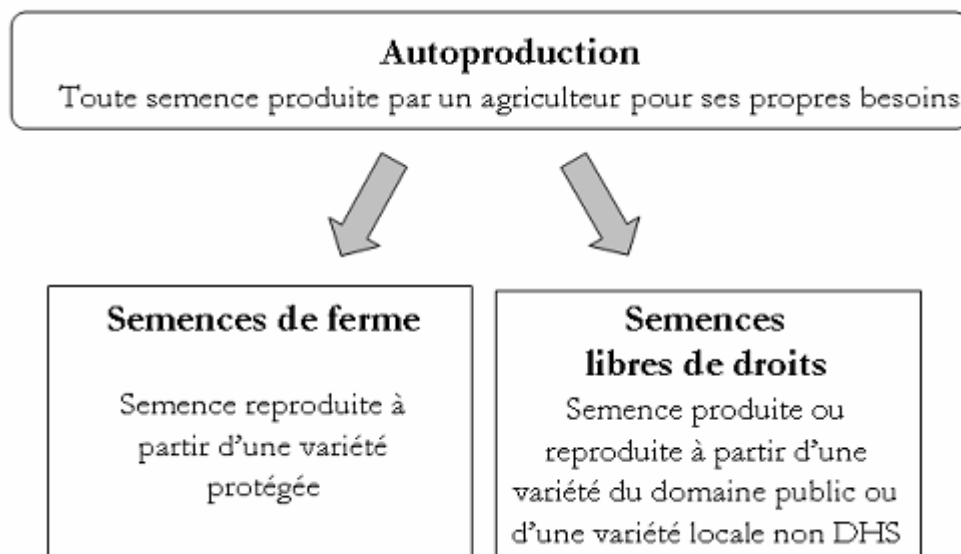 Autoproduction
Toute semence produite par un agriculteur pour ses propres besoins
Semences de ferme
Semence reproduite à
partir d'une variété
protégée
Semences
libres de droits
Semence produite ou
reproduite à partir d'une
variété du domaine public ou
d'une variété locale non DHS